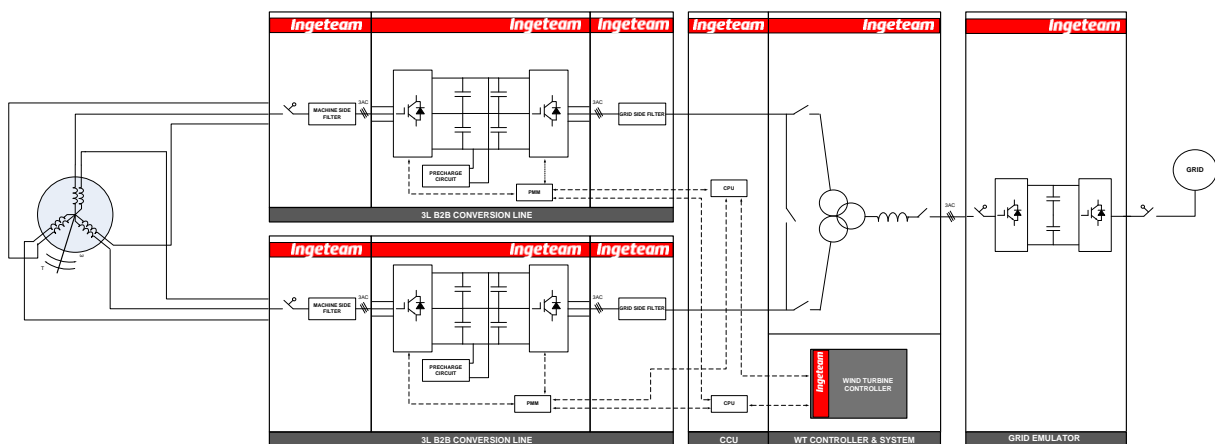 Ingeteam Ingeteam Ingeteam Ingeteam Ingeteam Ingeteam
MACHINE SIDE
FILTER
3AC
3AC
GRID SIDE FILTER
PRECHARGE
CIRCUIT
PMM
CPU
3L B2B CONVERSION LINE
3AC
GRID
T
ω
Ingeteam Ingeteam Ingeteam
MACHINE SIDE
FILTER
3AC
3AC
GRID SIDE FILTER
PRECHARGE
CIRCUIT
PMM
CPU
Ingeteam
WIND TURBINE
CONTROLLER
3L B2B CONVERSION LINE
CCU
WT CONTROLLER & SYSTEM
GRID EMULATOR